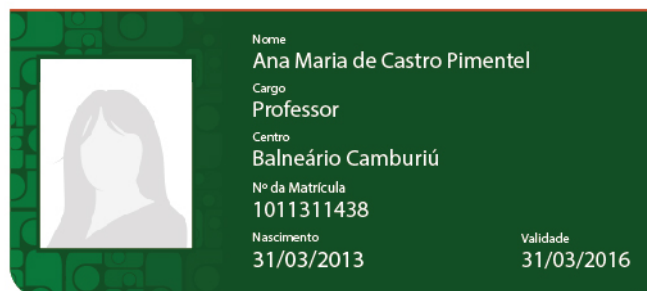 Nome
Ana Maria de Castro Pimentel
Cargo
Professor
Centro
Balneário Camburiú
Nº da Matrícula
1011311438
Nascimento Validade
31/03/2013 31/03/2016